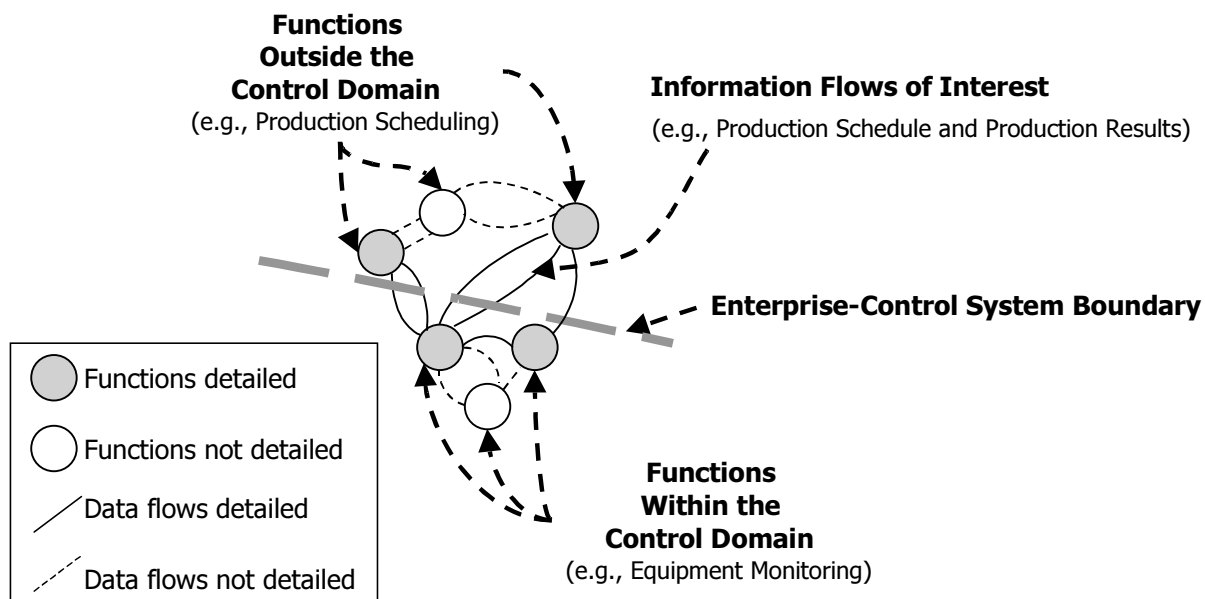 Functions
Outside the
Control Domain
(e.g., Production Scheduling)
Information Flows of Interest
(e.g., Production Schedule and Production Results)
Enterprise-Control System Boundary
Functions detailed
Functions not detailed
Data flows detailed
Data flows not detailed
Functions
Within the
Control Domain
(e.g., Equipment Monitoring)